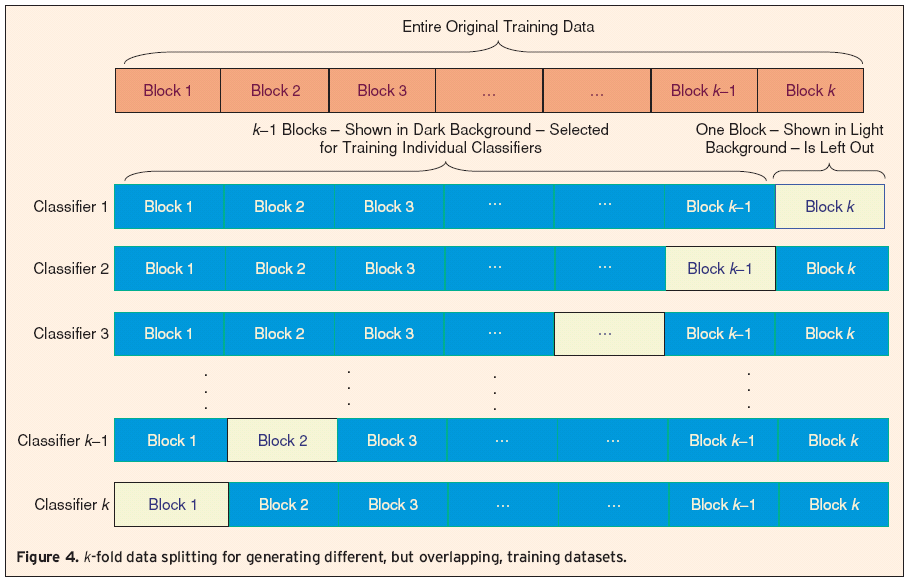 Entire Original Training Data
Block 1 Block 2 Block 3 ... ... Block k–1 Block k
k–1 Blocks – Shown in Dark Background – Selected
for Training Individual Classifiers
One Block – Shown in Light
Background – Is Left Out
Classifier 1 Block 1 Block 2 Block 3 ... ... Block k–1 Block k
Classifier 2 Block 1 Block 2 Block 3 ... ... Block k–1 Block k
Classifier 3 Block 1 Block 2 Block 3 ... ... Block k–1 Block k
Classifier k–1 Block 1 Block 2 Block 3 ... ... Block k–1 Block k
Classifier k Block 1 Block 2 Block 3 ... ... Block k–1 Block k
Figure 4. k-fold data splitting for generating different, but overlapping, training datasets.